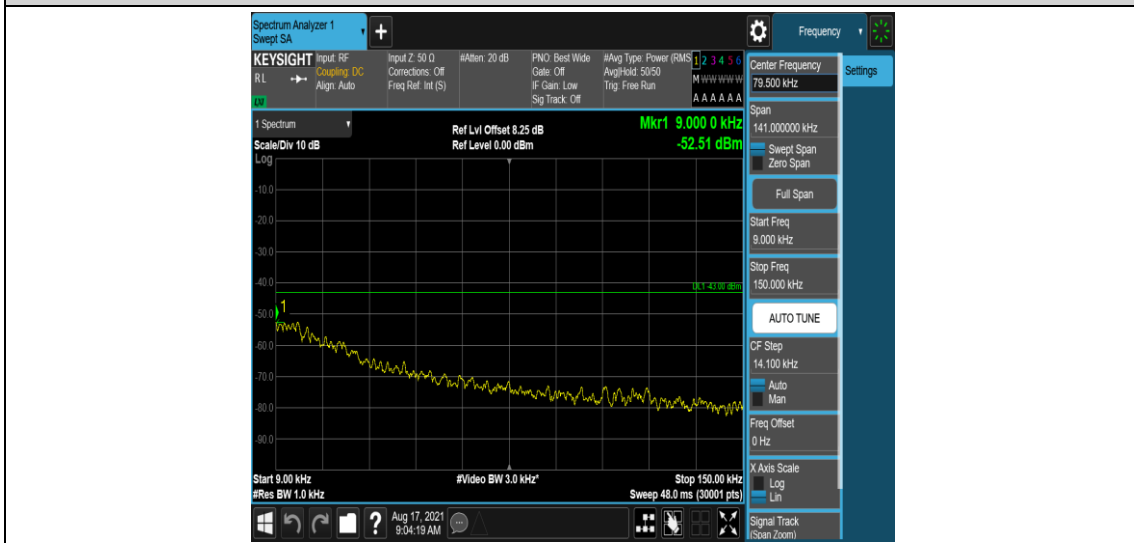 Spectrum Analyzer 1
Swept SA
+
Frequency
KEYSIGHT
RL
LXI
Input: RF
Coupling: DC
Align: Auto
Input Z: 50 Ω
Corrections: Off
Freq Ref: Int (S)
#Atten: 20 dB
PNO: Best Wide
Gate: Off
IF Gain: Low
Sig Track: Off
#Avg Type: Power (RMS
Avg|Hold: 50/50
Trig: Free Run
1 2 3 4 5 6
M W W W W W
A A A A A A
Center Frequency
79.500 kHz
Settings
1 Spectrum
Scale/Div 10 dB
Ref Lvl Offset 8.25 dB
Ref Level 0.00 dBm
Mkr1 9.000 0 kHz
-52.51 dBm
Span
141.000000 kHz
Swept Span
Zero Span
Full Span
Start Freq
9.000 kHz
Stop Freq
150.000 kHz
AUTO TUNE
CF Step
14.100 kHz
Auto
Man
Freq Offset
0 Hz
X Axis Scale
Log
Lin
Signal Track
(Span Zoom)
Log
-10.0
-20.0
-30.0
-40.0
DL1 -43.00 dBm
-50.0
1
-60.0
-70.0
-80.0
-90.0
Start 9.00 kHz
#Res BW 1.0 kHz
#Video BW 3.0 kHz*
Stop 150.00 kHz
Sweep 48.0 ms (30001 pts)
?
Aug 17, 2021
9:04:19 AM